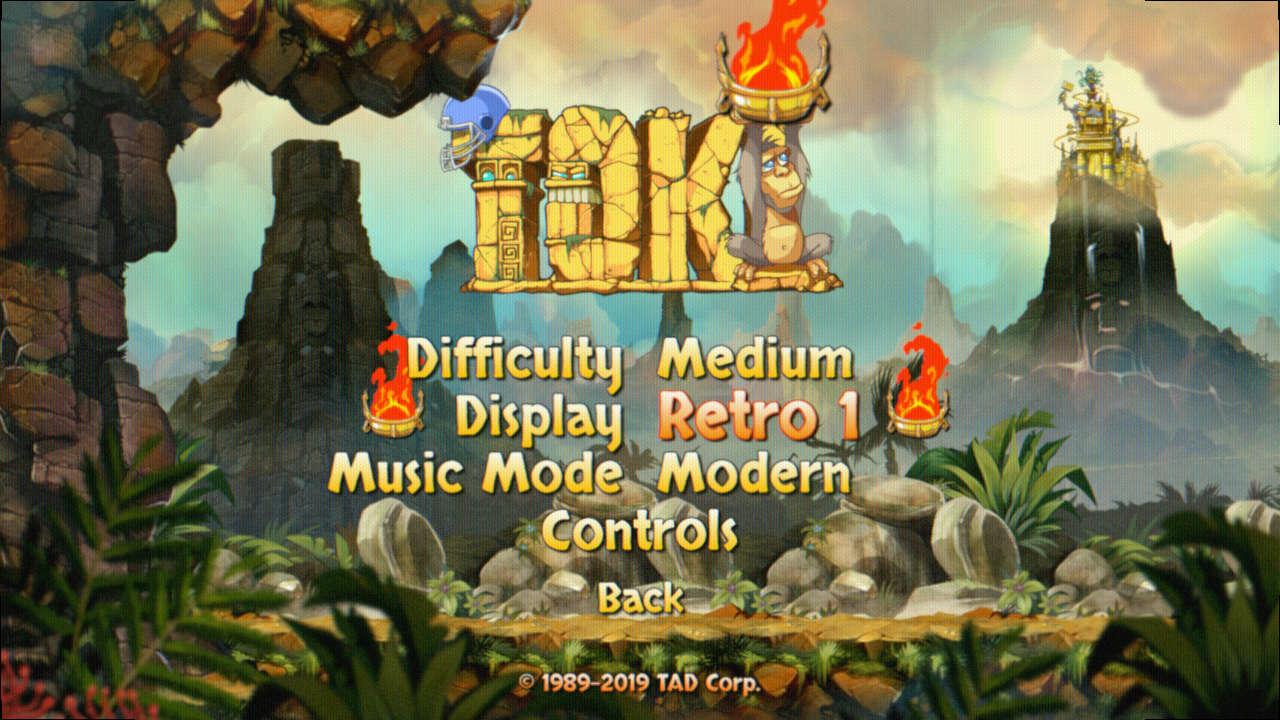 TOKI
Difficulty Medium
Display Retro 1
Music Mode Modern
Controls
Back
© 1989-2019 TAD Corp.